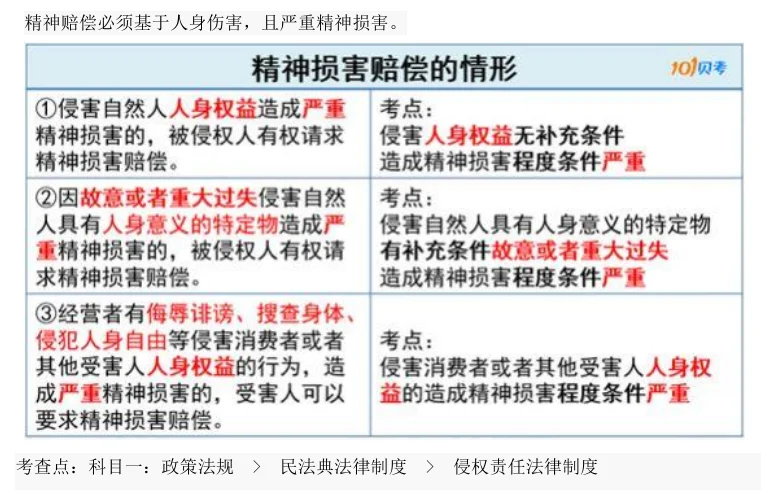 精神赔偿必须基于人身伤害，且严重精神损害。
精神损害赔偿的情形
101贝考
①侵害自然人人身权益造成严重
精神损害的，被侵权人有权请求
精神损害赔偿。
考点：
侵害人身权益无补充条件
造成精神损害程度条件严重
②因故意或者重大过失侵害自然
人具有人身意义的特定物造成严
重精神损害的，被侵权人有权请
求精神损害赔偿。
考点：
侵害自然人具有人身意义的特定物
有补充条件故意或者重大过失
造成精神损害程度条件严重
③经营者有侮辱诽谤、搜查身体、
侵犯人身自由等侵害消费者或者
其他受害人人身权益的行为，造
成严重精神损害的，受害人可以
要求精神损害赔偿。
考点：
侵害消费者或者其他受害人人身权
益的造成精神损害程度条件严重
考查点：科目一：政策法规 > 民法典法律制度 > 侵权责任法律制度